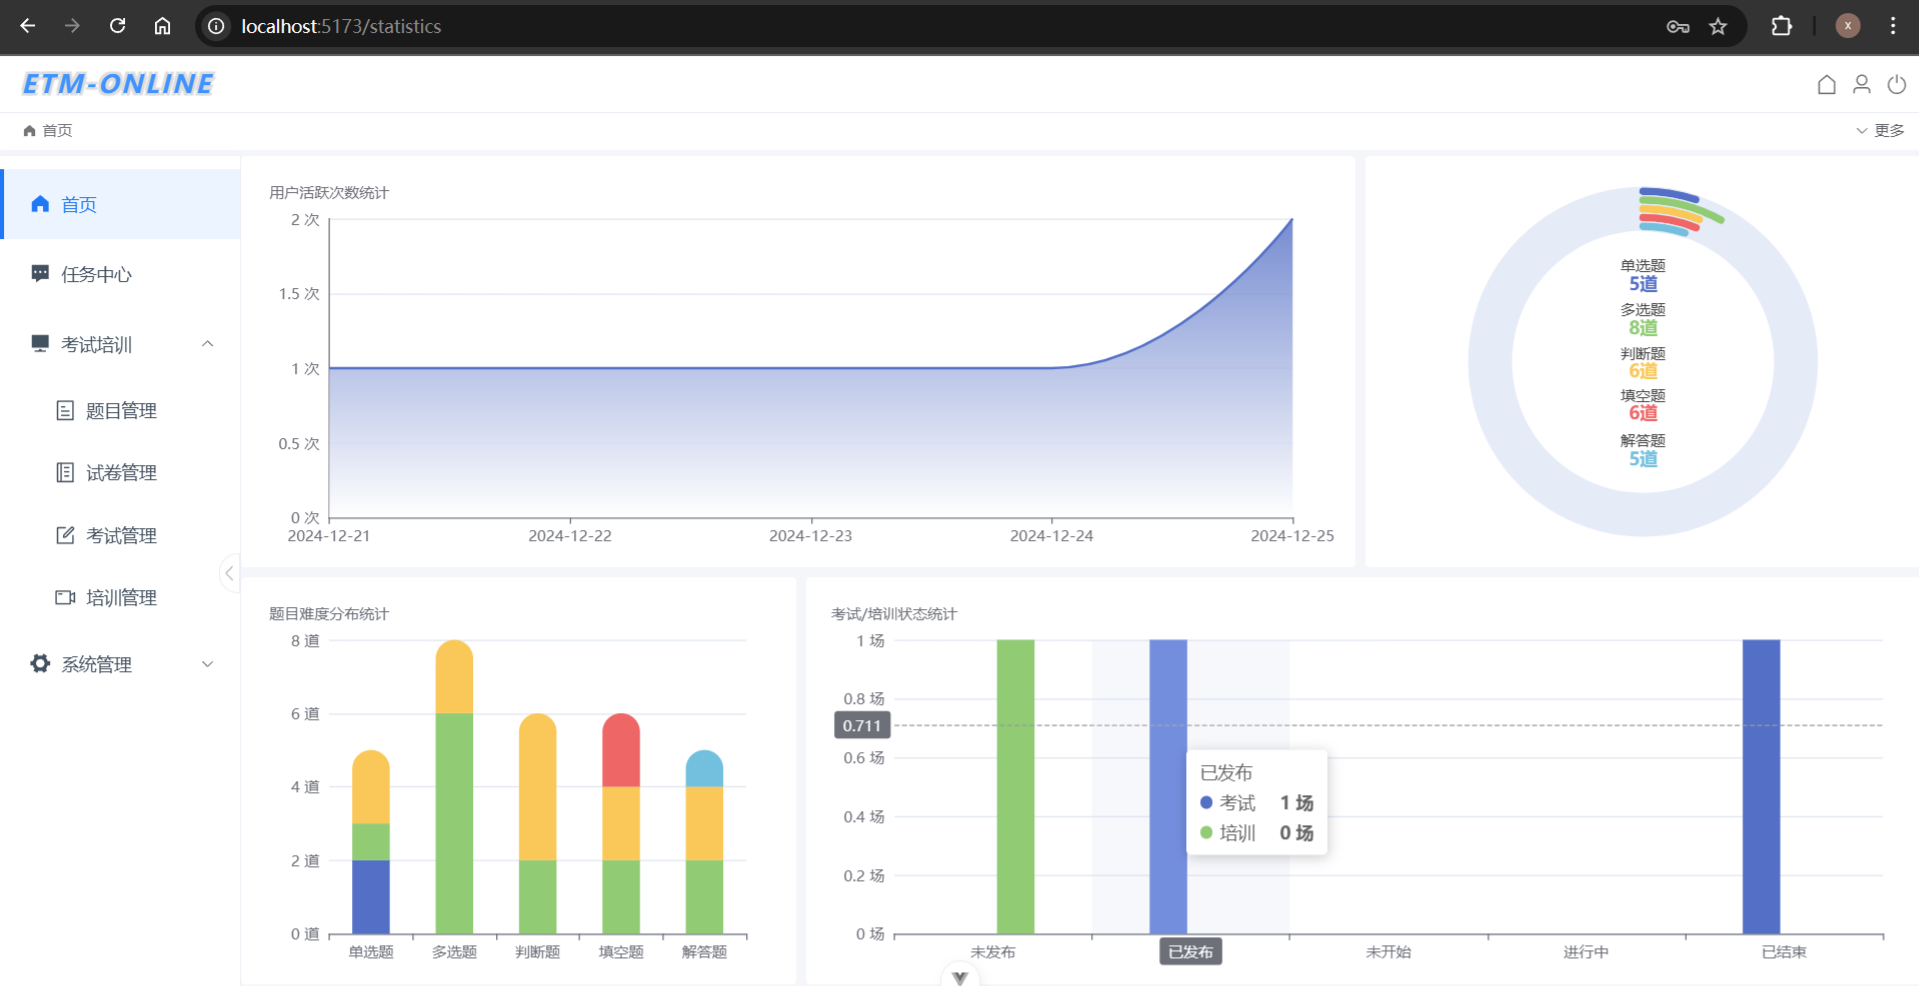 localhost:5173/statistics
x
ETM-ONLINE
首页
更多
首页
任务中心
考试培训
题目管理
试卷管理
考试管理
培训管理
系统管理
用户活跃次数统计
2 次
1.5 次
1 次
0.5 次
0 次
2024-12-21
2024-12-22
2024-12-23
2024-12-24
2024-12-25
单选题
5道
多选题
8道
判断题
6道
填空题
6道
解答题
5道
题目难度分布统计
8 道
6 道
4 道
2 道
0 道
单选题
多选题
判断题
填空题
解答题
考试/培训状态统计
1 场
0.8 场
0.711
0.6 场
0.4 场
0.2 场
0 场
已发布
考试 1 场
培训 0 场
未发布
已发布
未开始
进行中
已结束